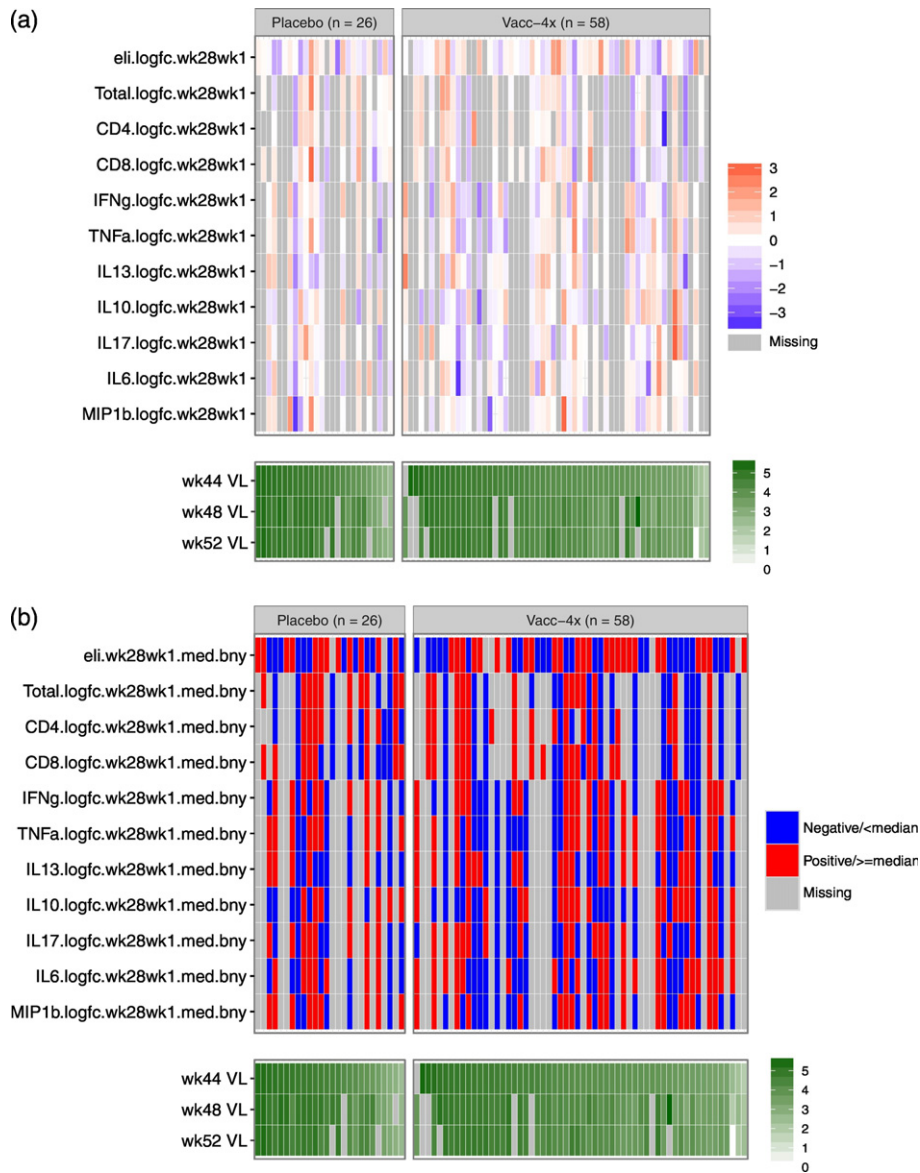 (a)
Placebo (n = 26)
Vacc-4x (n = 58)
eli.logfc.wk28wk1
Total.logfc.wk28wk1
CD4.logfc.wk28wk1
CD8.logfc.wk28wk1
IFNg.logfc.wk28wk1
TNFa.logfc.wk28wk1
IL13.logfc.wk28wk1
IL10.logfc.wk28wk1
IL17.logfc.wk28wk1
IL6.logfc.wk28wk1
MIP1b.logfc.wk28wk1
3
2
1
0
−1
−2
−3
Missing
wk44 VL
wk48 VL
wk52 VL
5
4
3
2
1
0
(b)
Placebo (n = 26)
Vacc-4x (n = 58)
eli.wk28wk1.med.bny
Total.logfc.wk28wk1.med.bny
CD4.logfc.wk28wk1.med.bny
CD8.logfc.wk28wk1.med.bny
IFNg.logfc.wk28wk1.med.bny
TNFa.logfc.wk28wk1.med.bny
IL13.logfc.wk28wk1.med.bny
IL10.logfc.wk28wk1.med.bny
IL17.logfc.wk28wk1.med.bny
IL6.logfc.wk28wk1.med.bny
MIP1b.logfc.wk28wk1.med.bny
Negative/<median
Positive/>=median
Missing
wk44 VL
wk48 VL
wk52 VL
5
4
3
2
1
0